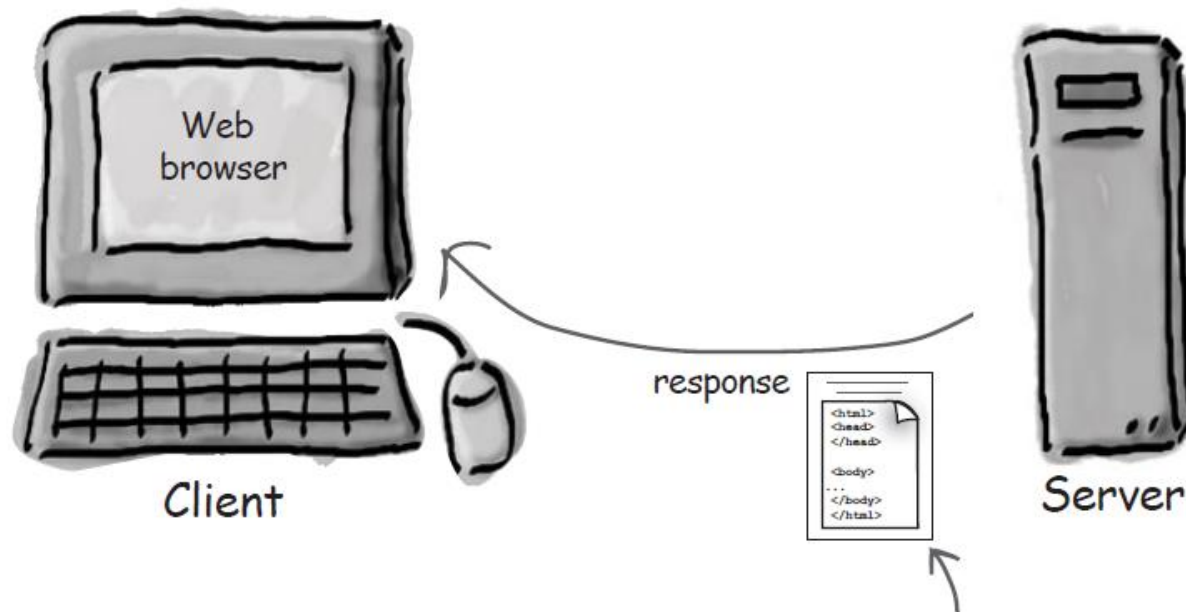 Web
browser
response
<html>
<head>
</head>
<body>
...
</body>
</html>
Client
Server